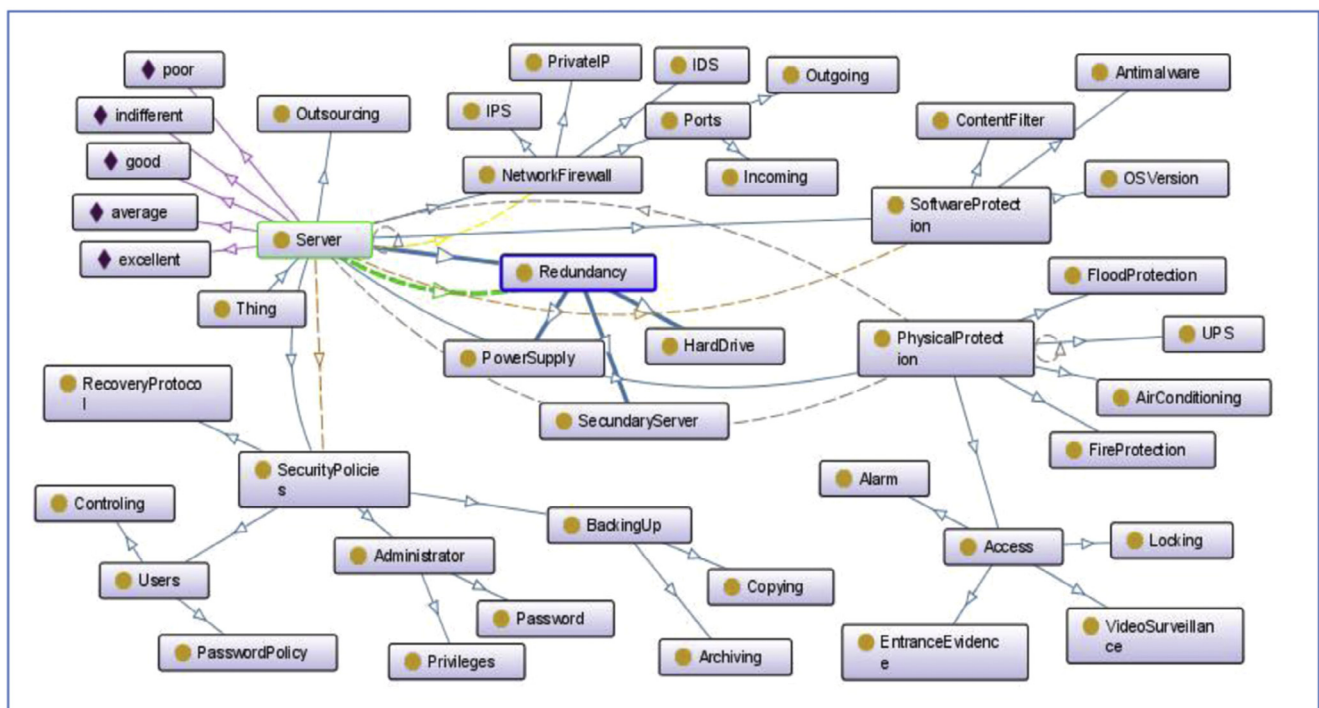 poor
indifferent
good
average
excellent
Outsourcing
PrivateIP
IDS
Outgoing
IPS
Ports
NetworkFirewall
Incoming
Antimalware
ContentFilter
OSVersion
SoftwareProtect
ion
Server
Redundancy
Thing
HardDrive
PowerSupply
SecundaryServer
FloodProtection
UPS
PhysicalProtect
ion
AirConditioning
FireProtection
RecoveryProtoco
l
SecurityPolicie
s
Controling
Users
PasswordPolicy
Administrator
Password
Privileges
BackingUp
Copying
Archiving
Alarm
Access
Locking
EntranceEvidenc
e
VideoSurveillan
ce